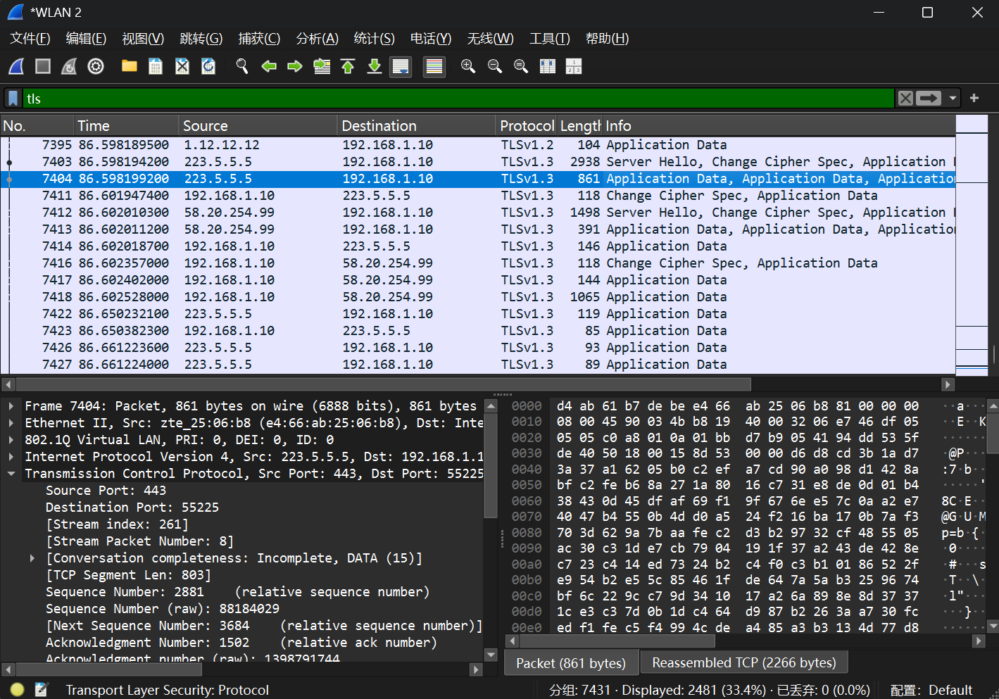 *WLAN 2
文件(F) 编辑(E) 视图(V) 跳转(G) 捕获(C) 分析(A) 统计(S) 电话(Y) 无线(W) 工具(T) 帮助(H)
tls
No. Time Source Destination Protocol Length Info
7395 86.598189500 1.12.12.12 192.168.1.10 TLSv1.2 104 Application Data
7403 86.598194200 223.5.5.5 192.168.1.10 TLSv1.3 2938 Server Hello, Change Cipher Spec, Application
7404 86.598199200 223.5.5.5 192.168.1.10 TLSv1.3 861 Application Data, Application Data, Applicatio
7411 86.601947400 192.168.1.10 223.5.5.5 TLSv1.3 118 Change Cipher Spec, Application Data
7412 86.602010300 58.20.254.99 192.168.1.10 TLSv1.3 1498 Server Hello, Change Cipher Spec, Application
7413 86.602011200 58.20.254.99 192.168.1.10 TLSv1.3 391 Application Data, Application Data, Applicatio
7414 86.602018700 192.168.1.10 223.5.5.5 TLSv1.3 146 Application Data
7416 86.602357000 192.168.1.10 58.20.254.99 TLSv1.3 118 Change Cipher Spec, Application Data
7417 86.602402000 192.168.1.10 58.20.254.99 TLSv1.3 144 Application Data
7418 86.602528000 192.168.1.10 58.20.254.99 TLSv1.3 1065 Application Data
7422 86.650232100 223.5.5.5 192.168.1.10 TLSv1.3 119 Application Data
7423 86.650382300 192.168.1.10 223.5.5.5 TLSv1.3 85 Application Data
7426 86.661223600 223.5.5.5 192.168.1.10 TLSv1.3 93 Application Data
7427 86.661224000 223.5.5.5 192.168.1.10 TLSv1.3 89 Application Data
Frame 7404: Packet, 861 bytes on wire (6888 bits), 861 bytes
Ethernet II, Src: zte_25:06:b8 (e4:66:ab:25:06:b8), Dst: Inte
802.1Q Virtual LAN, PRI: 0, DEI: 0, ID: 0
Internet Protocol Version 4, Src: 223.5.5.5, Dst: 192.168.1.1
Transmission Control Protocol, Src Port: 443, Dst Port: 55225
Source Port: 443
Destination Port: 55225
[Stream index: 261]
[Stream Packet Number: 8]
[Conversation completeness: Incomplete, DATA (15)]
[TCP Segment Len: 803]
Sequence Number: 2881 (relative sequence number)
Sequence Number (raw): 88184029
[Next Sequence Number: 3684 (relative sequence number)]
Acknowledgment Number: 1502 (relative ack number)
Acknowledgment number (raw): 1398791744
0000 d4 ab 61 b7 de be e4 66 ab 25 06 b8 81 00 00 00 ··a···
0010 08 00 45 90 03 4b b8 19 40 00 32 06 e7 46 df 05 ··E··K
0020 05 05 c0 a8 01 0a 01 bb d7 b9 05 41 94 dd 53 5f ······
0030 de 40 50 18 00 15 8d 53 00 00 d6 d8 cd 3b 1a d7 ·@P···
0040 3a 37 a1 62 05 b0 c2 ef a7 cd 90 a0 98 d1 42 8a :7·b··
0050 bf c2 fe b6 8a 27 1a 80 16 c7 31 e8 de 0d 01 b4 ·····'
0060 38 43 0d 45 df af 69 f1 9f 67 6e e5 7c 0a a2 e7 8C·E··
0070 40 47 b4 55 0b 4d d0 a5 24 f2 16 ba 17 0b 7a f3 @G·U·M
0080 70 3d 62 9a 7b aa fe c2 d3 b2 97 32 cf 48 55 05 p=b·{·
0090 ac 30 c3 1d e7 cb 79 04 19 1f 37 a2 43 de 42 8e ·0····
00a0 c7 23 c4 14 ed 73 24 b2 c4 f0 c3 b1 01 86 52 2f ·#···s
00b0 e9 54 b2 e5 5c 85 46 1f de 64 7a 5a b3 25 96 74 ·T··\·
00c0 bf 6c 22 9c c7 9d 34 10 17 a2 6a 89 8e 8d 37 37 ·l"···
00d0 1c e3 c3 7d 0b 1d c4 64 d9 87 b2 26 3a a7 30 fc ···}··
00e0 ed f1 fe c5 f4 99 4c de a4 85 a3 b3 13 4d 77 d8 ······
Packet (861 bytes) Reassembled TCP (2266 bytes)
Transport Layer Security: Protocol 分组: 7431 · Displayed: 2481 (33.4%) · 已丢弃: 0 (0.0%) 配置: Default